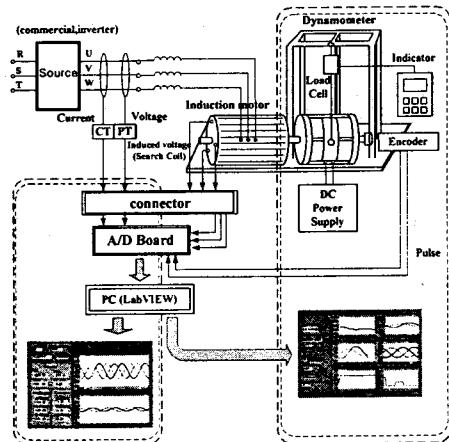 (commercial,inverter)
Dynamometer
R
S
T
Source
U
V
W
Indicator
Load
Cell
Current
Voltage
Induction motor
CT
PT
Induced voltage
(Search Coil)
Encoder
DC
Power
Supply
connector
A/D Board
Pulse
PC (LabVIEW)